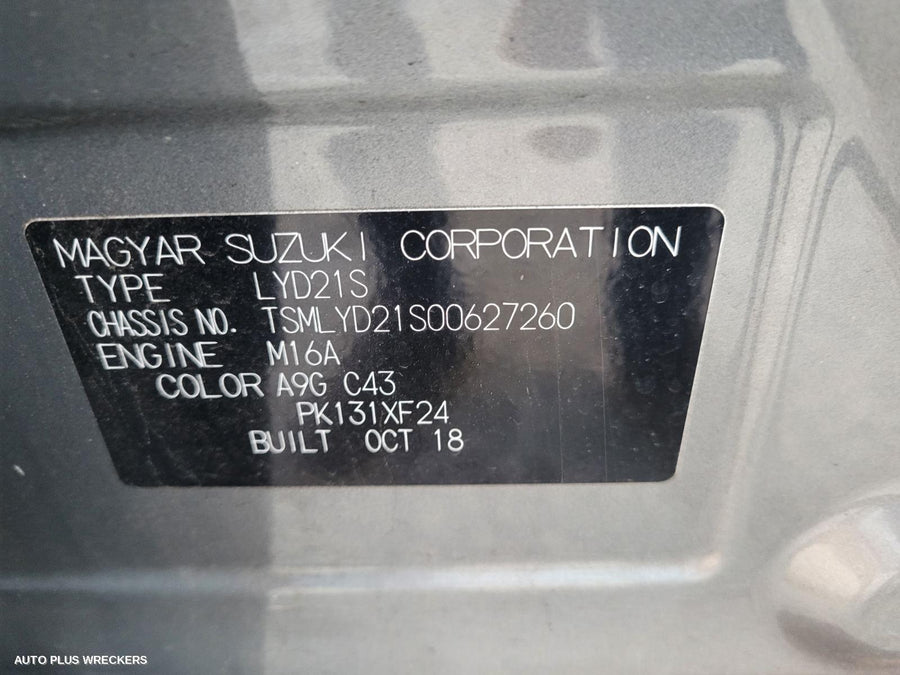 MAGYAR SUZUKI CORPORATION
TYPE LYD21S
CHASSIS NO. TSMLYD21S00627260
ENGINE M16A
COLOR A9G C43
PK131XF24
BUILT OCT 18
AUTO PLUS WRECKERS